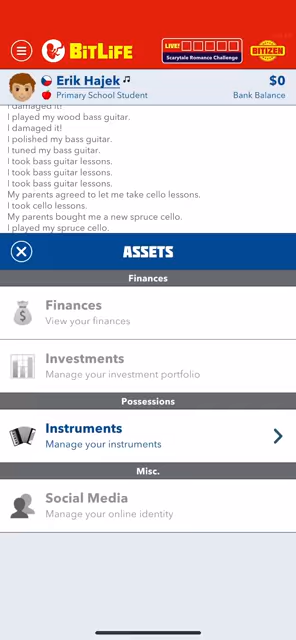 BITLIFE
LIVE!
Scarytale Romance Challenge
BITIZEN
Erik Hajek
$0
Primary School Student
Bank Balance
I damaged it!
I played my wood bass guitar.
I damaged it!
I polished my bass guitar.
I tuned my bass guitar.
I took bass guitar lessons.
I took bass guitar lessons.
I took bass guitar lessons.
My parents agreed to let me take cello lessons.
I took cello lessons.
My parents bought me a new spruce cello.
I played my spruce cello.
ASSETS
Finances
Finances
View your finances
Investments
Manage your investment portfolio
Possessions
Instruments
Manage your instruments
Misc.
Social Media
Manage your online identity